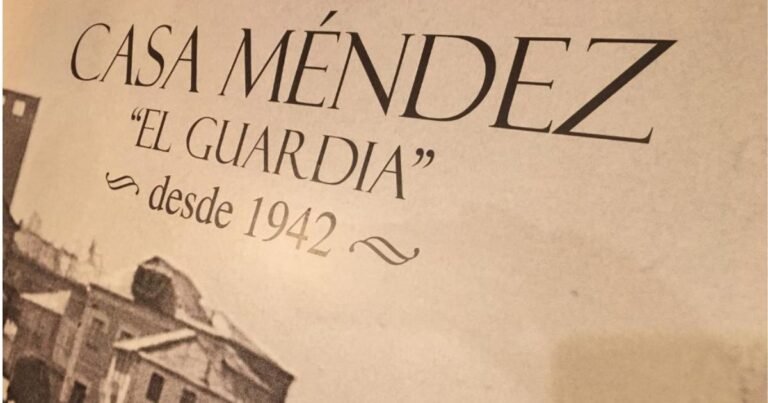 CASA MÉNDEZ
“EL GUARDIA”
desde 1942